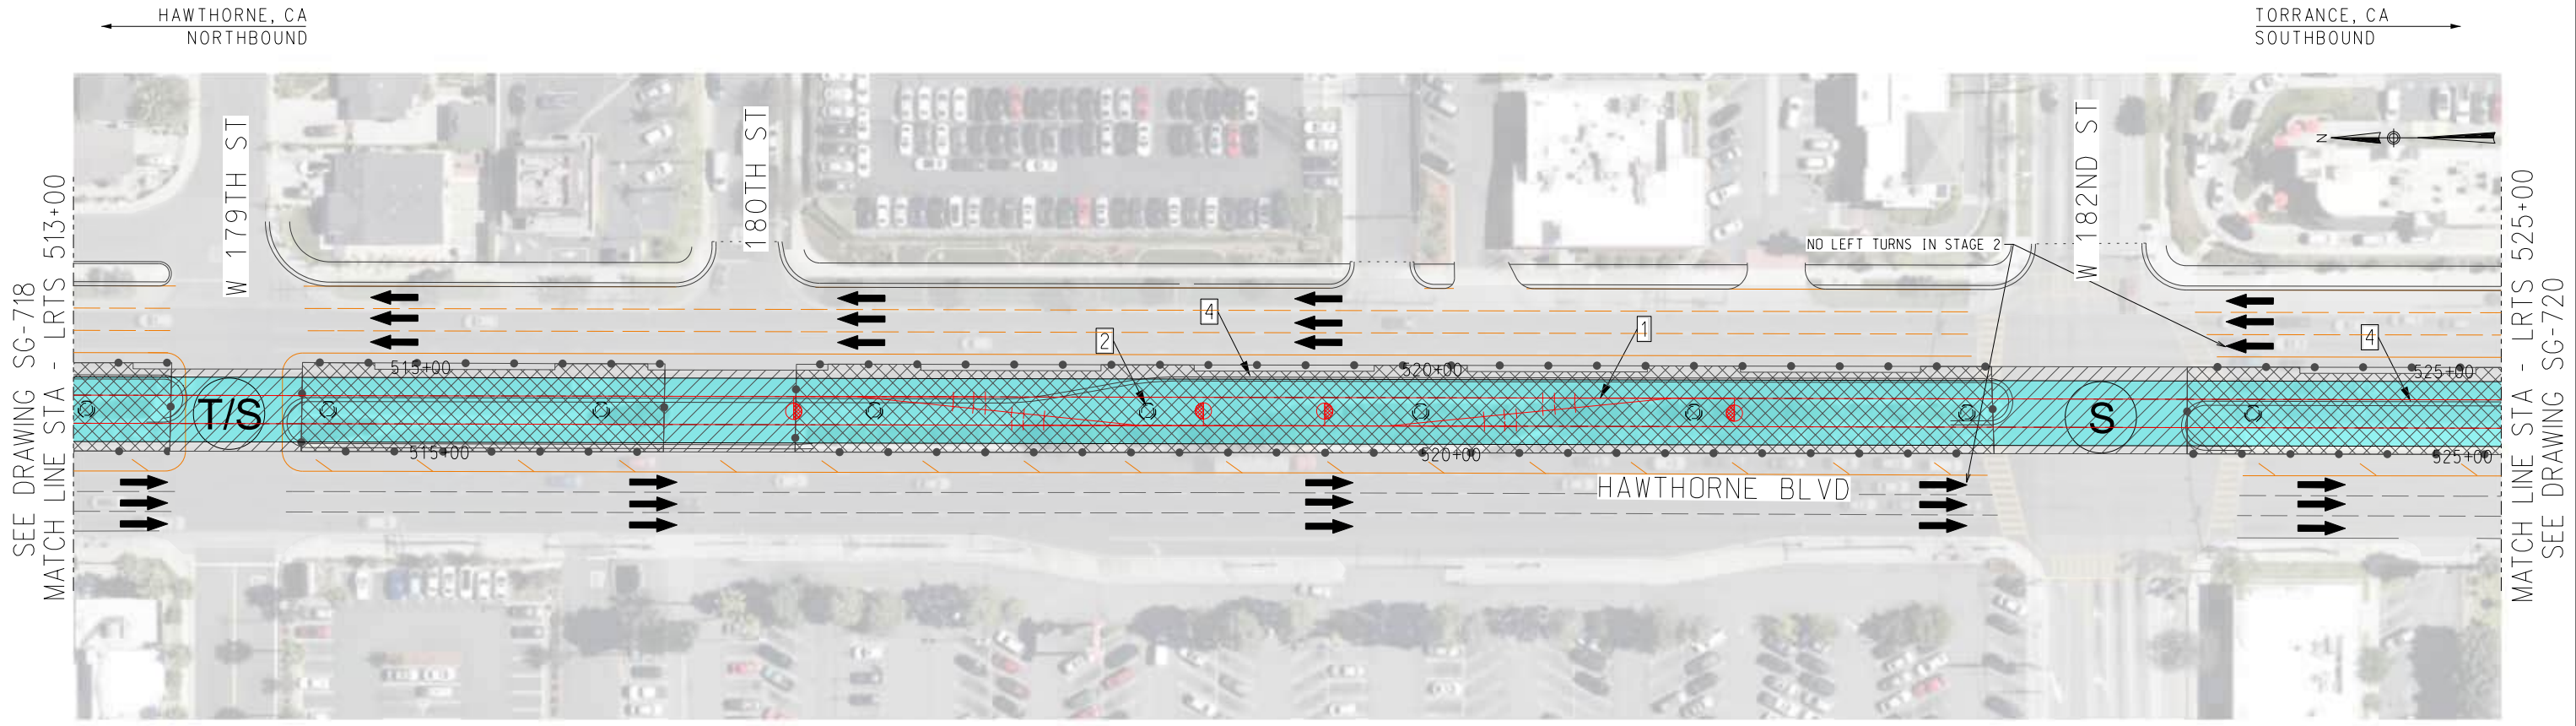 HAWTHORNE, CA
NORTHBOUND
TORRANCE, CA
SOUTHBOUND
SEE DRAWING SG-718
MATCH LINE STA - LRTS 513+00
W 179TH ST
180TH ST
W 182ND ST
N
NO LEFT TURNS IN STAGE 2
4
2
1
4
515+00
520+00
525+00
T/S
S
515+00
520+00
525+00
HAWTHORNE BLVD
MATCH LINE STA - LRTS 525+00
SEE DRAWING SG-720